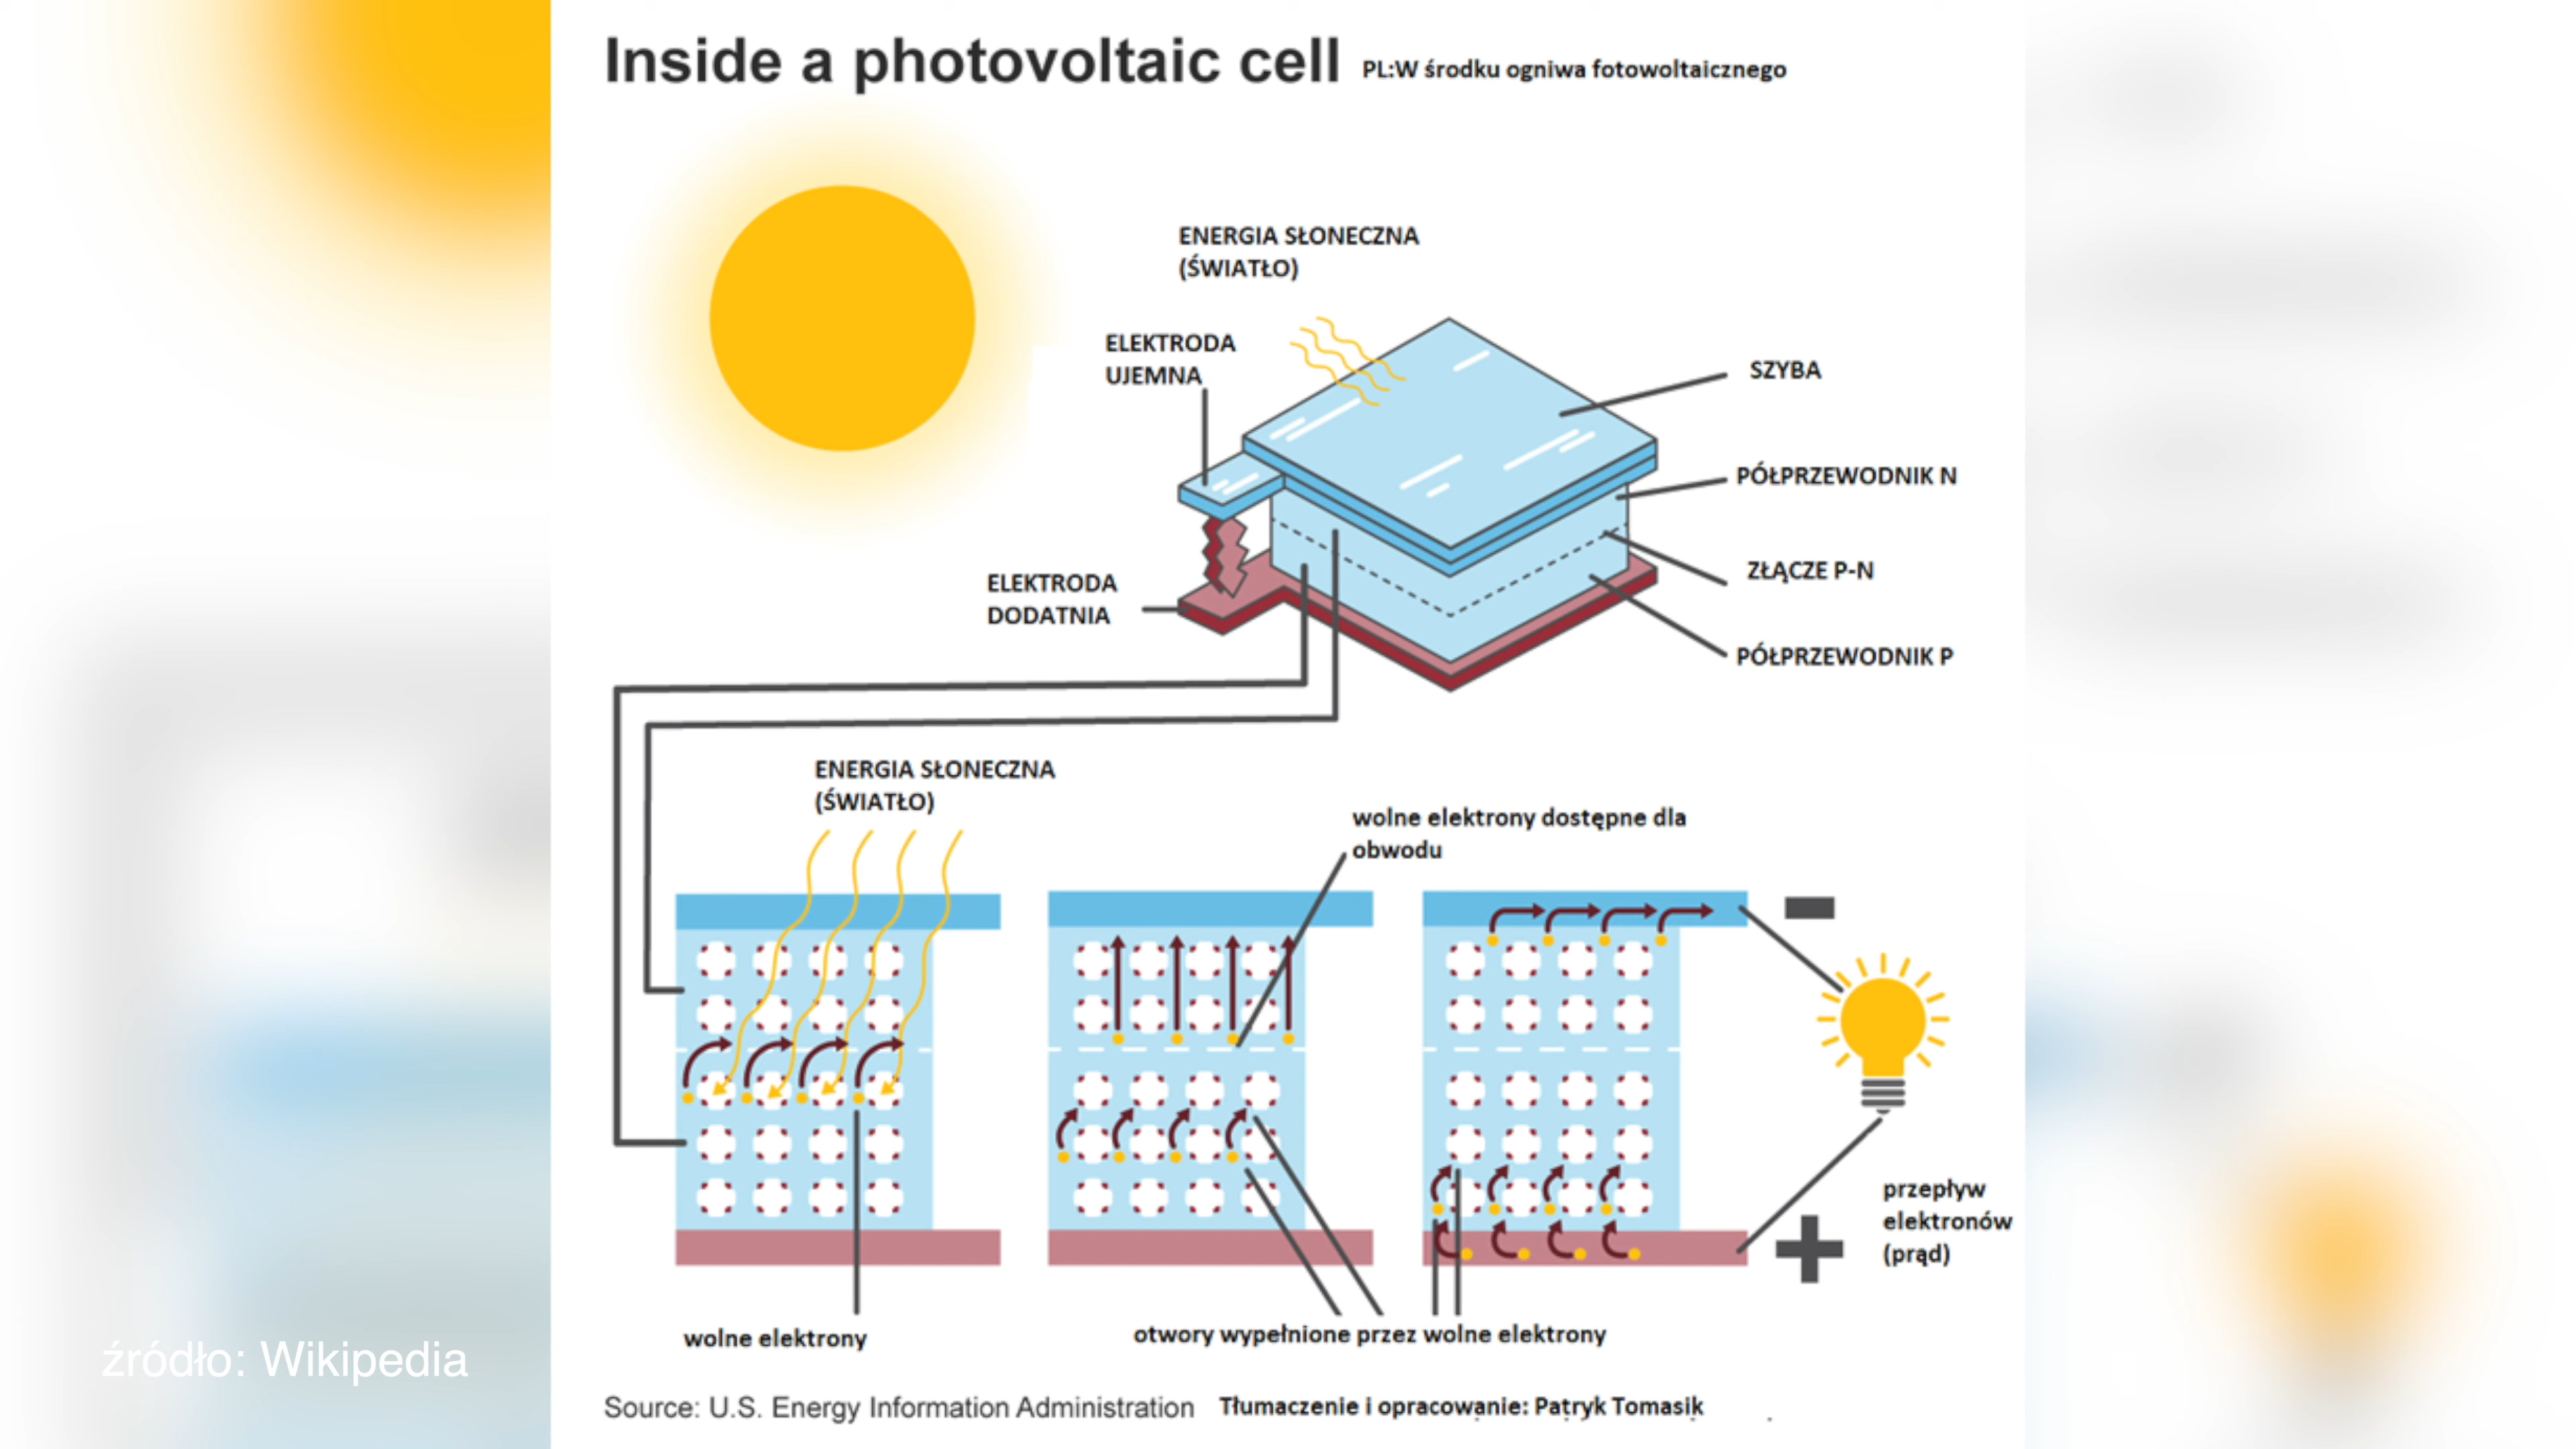 Inside a photovoltaic cell PL:W środku ogniwa fotowoltaicznego
ENERGIA SŁONECZNA
(ŚWIATŁO)
ELEKTRODA
UJEMNA
SZYBA
PÓŁPRZEWODNIK N
ZŁĄCZE P-N
ELEKTRODA
DODATNIA
PÓŁPRZEWODNIK P
ENERGIA SŁONECZNA
(ŚWIATŁO)
wolne elektrony dostępne dla
obwodu
przepływ
elektronów
(prąd)
wolne elektrony
otwory wypełnione przez wolne elektrony
źródło: Wikipedia
Source: U.S. Energy Information Administration Tłumaczenie i opracowanie: Patryk Tomasik